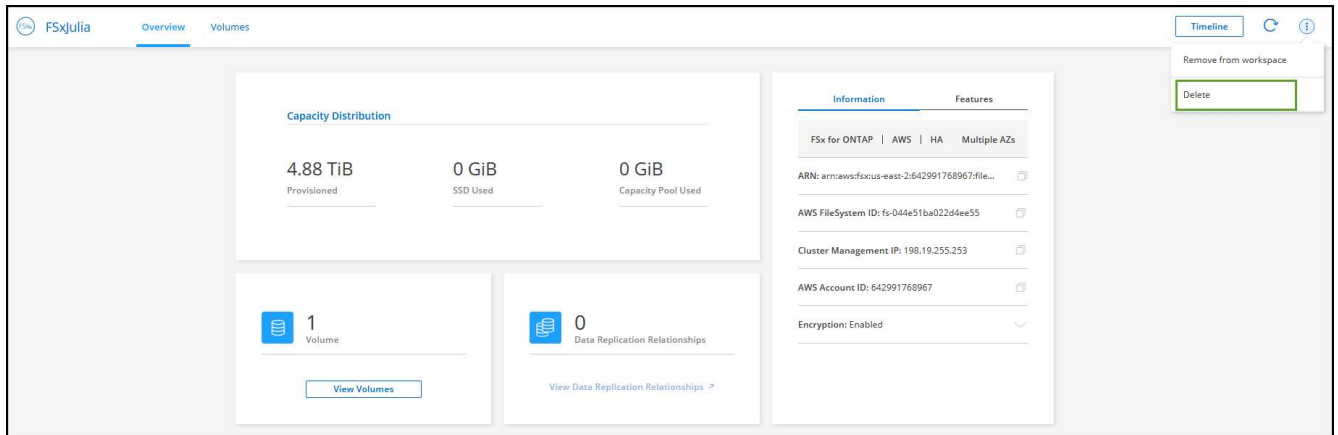 FSxJulia
Overview
Volumes
Timeline
Remove from workspace
Delete
Capacity Distribution
4.88 TiB
Provisioned
0 GiB
SSD Used
0 GiB
Capacity Pool Used
1
Volume
View Volumes
0
Data Replication Relationships
View Data Replication Relationships
Information
Features
FSx for ONTAP | AWS | HA Multiple AZs
ARN: arn:aws:fsx:us-east-2:642991768967:file...
AWS FileSystem ID: fs-044e51ba022d4ee55
Cluster Management IP: 198.19.255.253
AWS Account ID: 642991768967
Encryption: Enabled